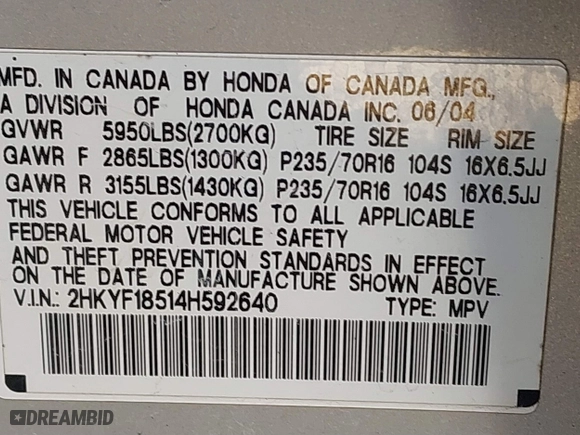 MFD. IN CANADA BY HONDA OF CANADA MFG.,
A DIVISION OF HONDA CANADA INC. 06/04
GVWR 5950LBS(2700KG) TIRE SIZE RIM SIZE
GAWR F 2865LBS(1300KG) P235/70R16 104S 16X6.5JJ
GAWR R 3155LBS(1430KG) P235/70R16 104S 16X6.5JJ
THIS VEHICLE CONFORMS TO ALL APPLICABLE
FEDERAL MOTOR VEHICLE SAFETY
AND THEFT PREVENTION STANDARDS IN EFFECT
ON THE DATE OF MANUFACTURE SHOWN ABOVE.
V.I.N.: 2HKYF18514H592640 TYPE: MPV
DREAMBID